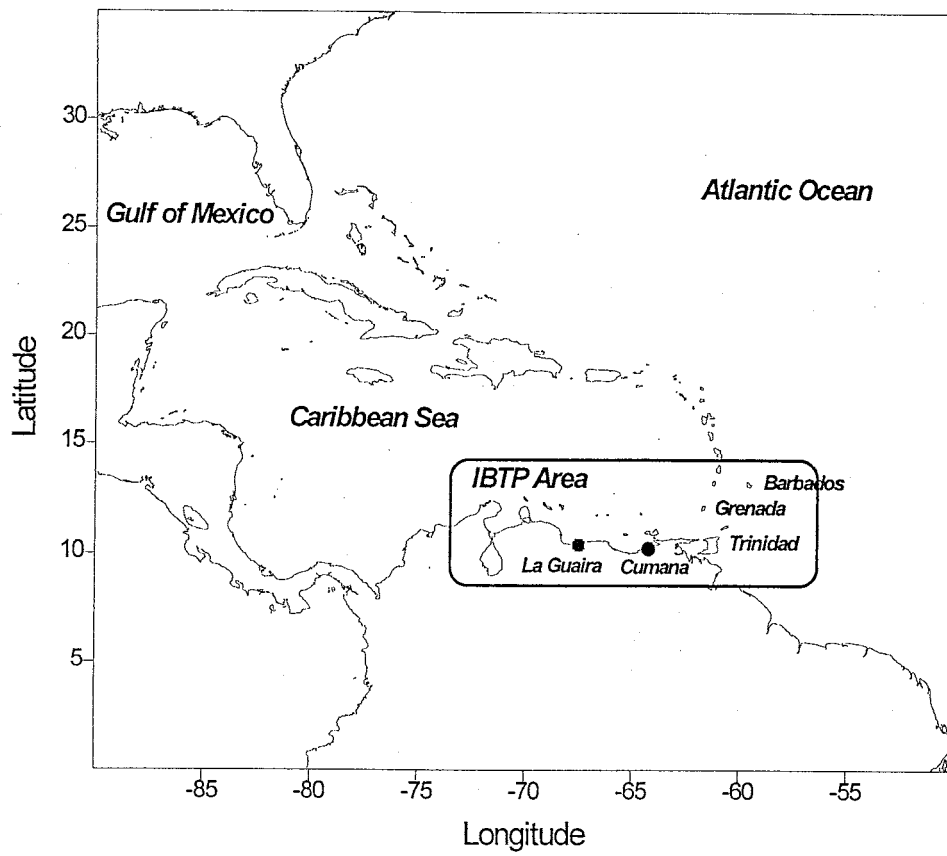 30
Atlantic Ocean
Gulf of Mexico
25
20
Latitude
Caribbean Sea
15
IBTP Area
Barbados
Grenada
10
Trinidad
La Guaira
Cumana
5
-85
-80
-75
-70
-65
-60
-55
Longitude